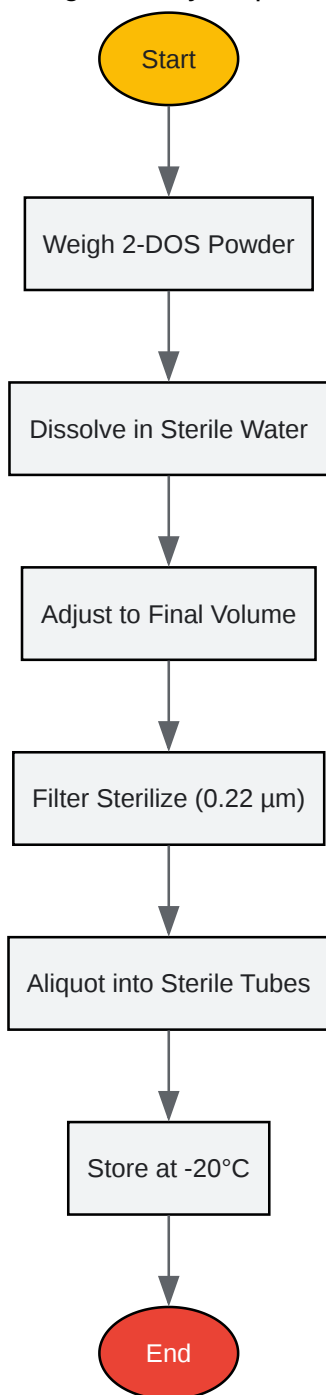 Start
Weigh 2-DOS Powder
Dissolve in Sterile Water
Adjust to Final Volume
Filter Sterilize (0.22 µm)
Aliquot into Sterile Tubes
Store at -20°C
End